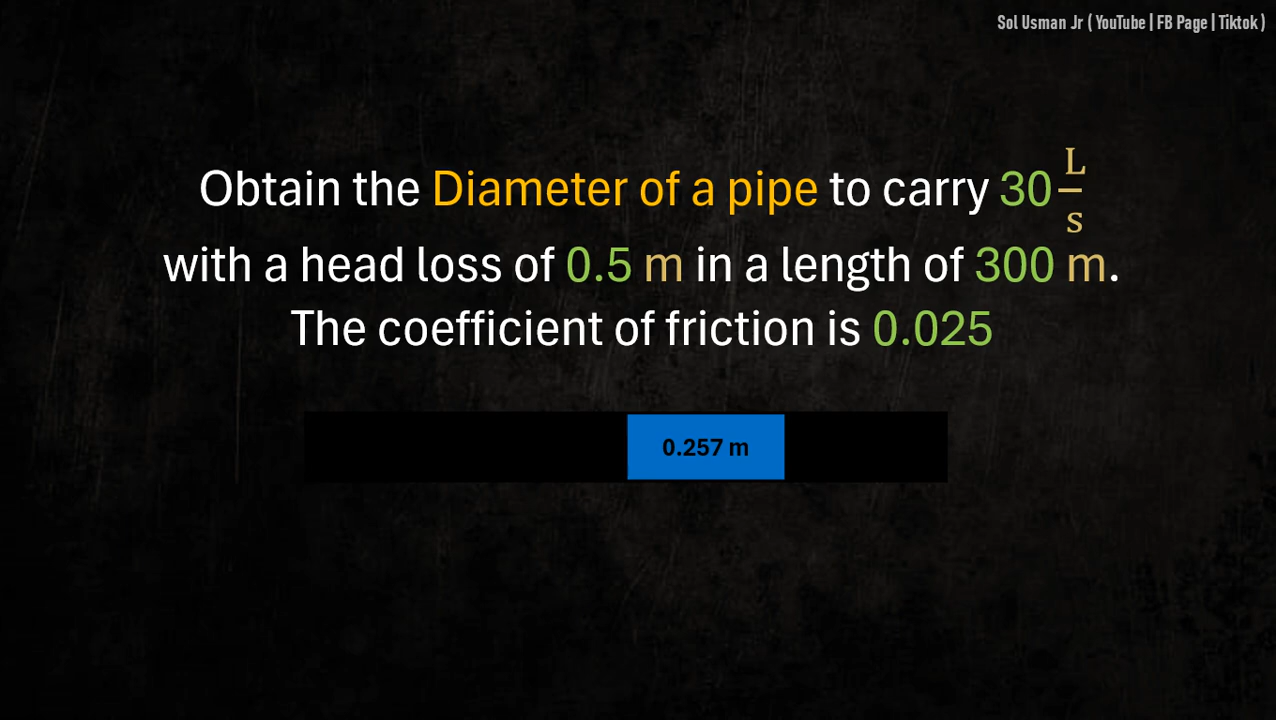 Sol Usman Jr ( YouTube | FB Page | Tiktok )
Obtain the Diameter of a pipe to carry 30 L/s
with a head loss of 0.5 m in a length of 300 m.
The coefficient of friction is 0.025
0.257 m